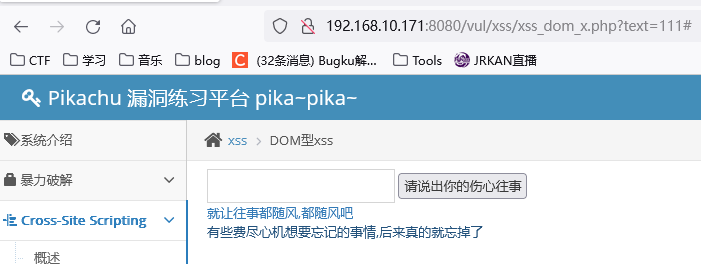 192.168.10.171:8080/vul/xss/xss_dom_x.php?text=111#
CTF 学习 音乐 blog (32条消息) Bugku解... Tools JRKAN直播
Pikachu 漏洞练习平台 pika~pika~
系统介绍
xss > DOM型xss
暴力破解
请说出你的伤心往事
Cross-Site Scripting
就让往事都随风,都随风吧
有些费尽心机想要忘记的事情,后来真的就忘掉了
概述